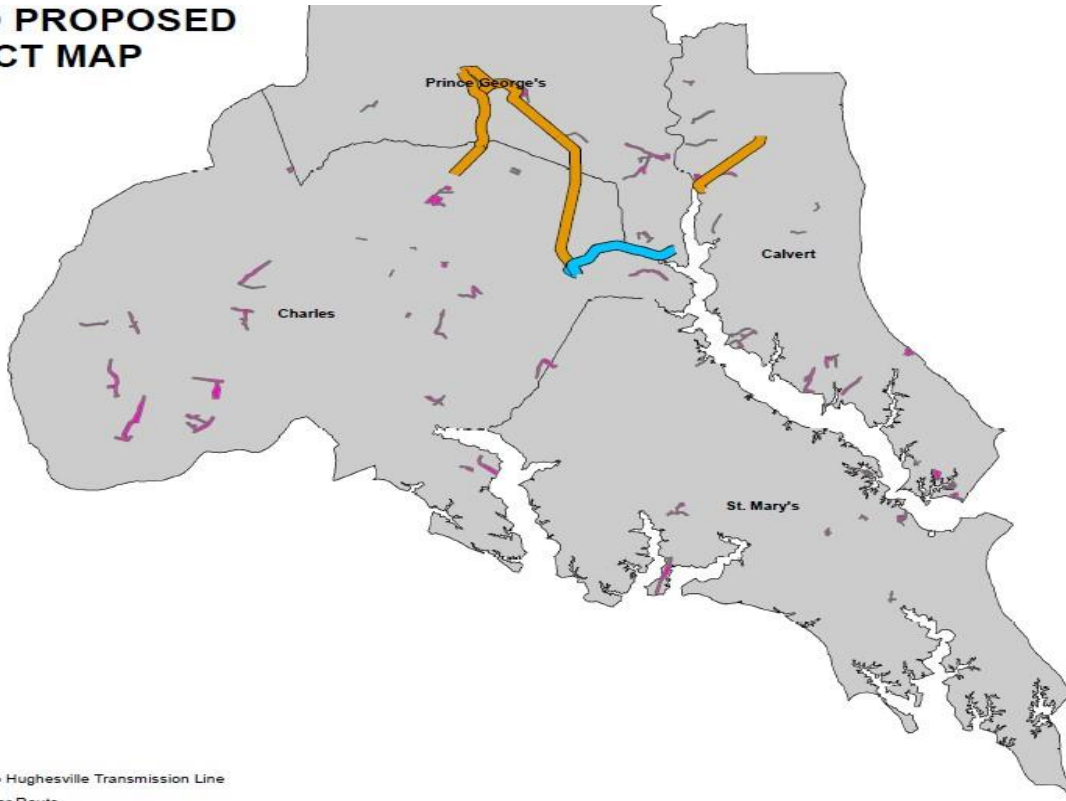 PROPOSED
CT MAP
Prince George's
Calvert
Charles
St. Mary's
Hughesville Transmission Line